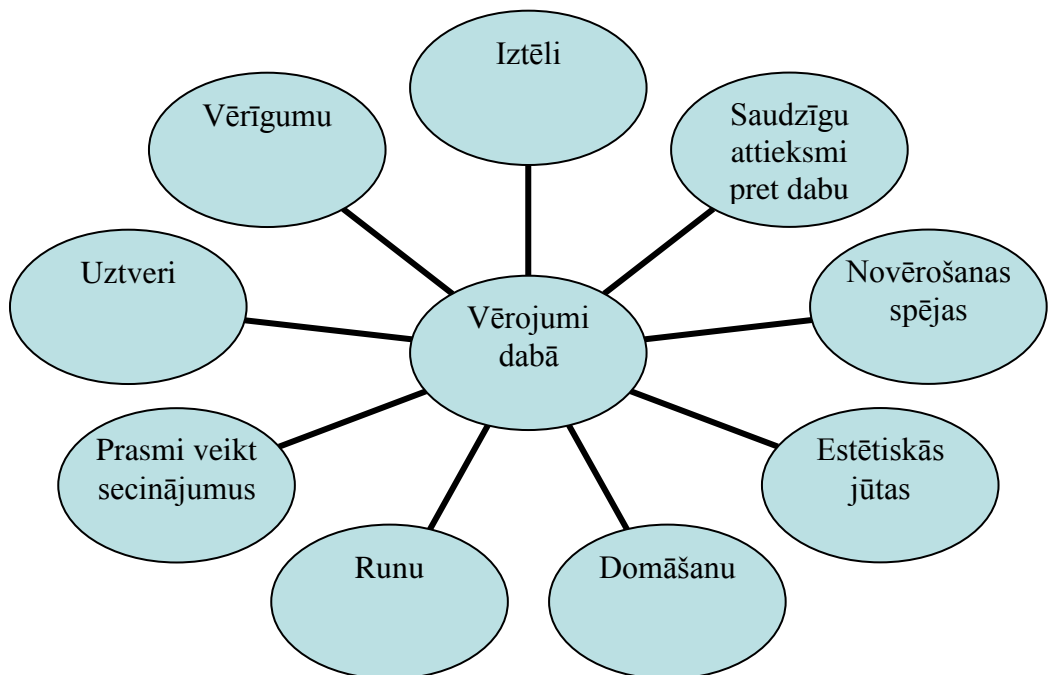 Iztēli
Vērīgumu
Saudzīgu
attieksmi
pret dabu
Uztveri
Novērošanas
spējas
Vērojumi
dabā
Prasmi veikt
secinājumus
Estētiskās
jūtas
Runu
Domāšanu